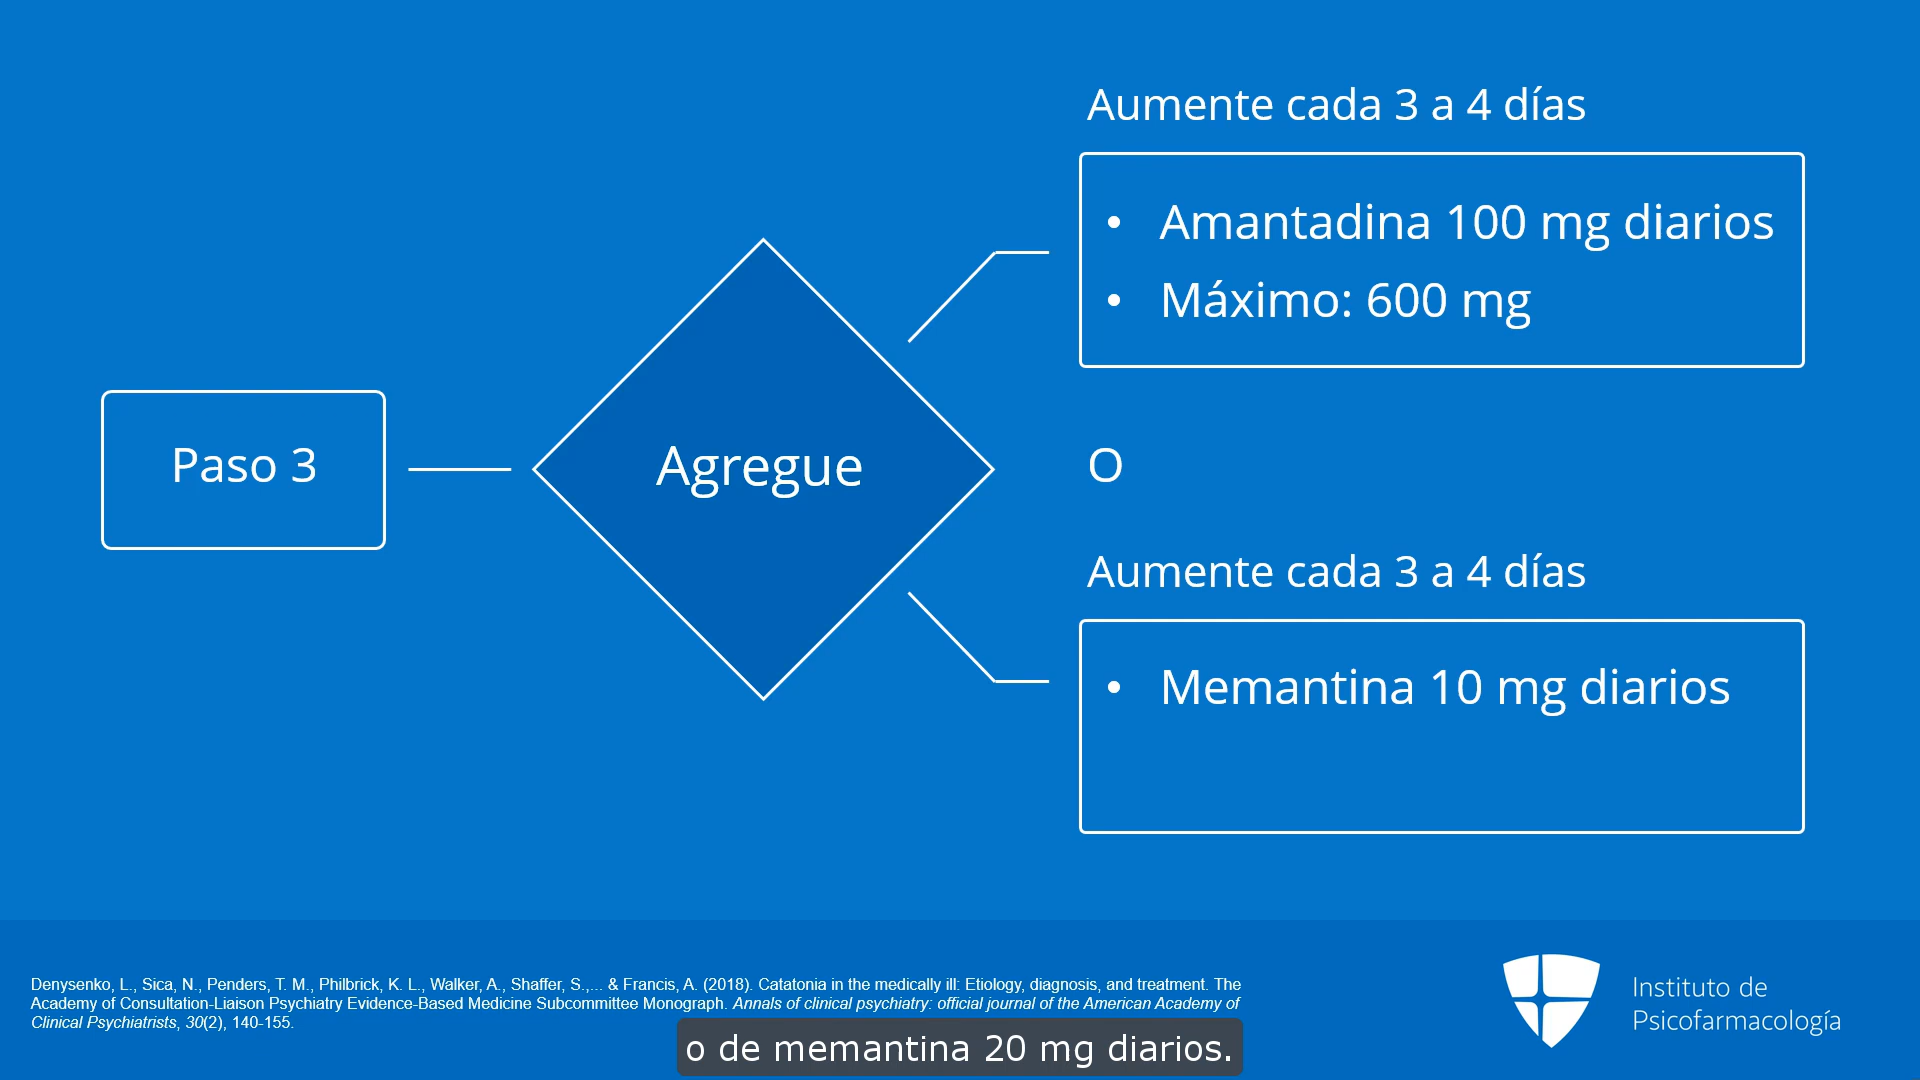 Aumente cada 3 a 4 días
• Amantadina 100 mg diarios
• Máximo: 600 mg
Paso 3
Agregue
O
Aumente cada 3 a 4 días
• Memantina 10 mg diarios
Denysenko, L., Sica, N., Penders, T. M., Philbrick, K. L., Walker, A., Shaffer, S.,... & Francis, A. (2018). Catatonia in the medically ill: Etiology, diagnosis, and treatment. The
Academy of Consultation-Liaison Psychiatry Evidence-Based Medicine Subcommittee Monograph. Annals of clinical psychiatry: official journal of the American Academy of
Clinical Psychiatrists, 30(2), 140-155.
o de memantina 20 mg diarios.
Instituto de
Psicofarmacología